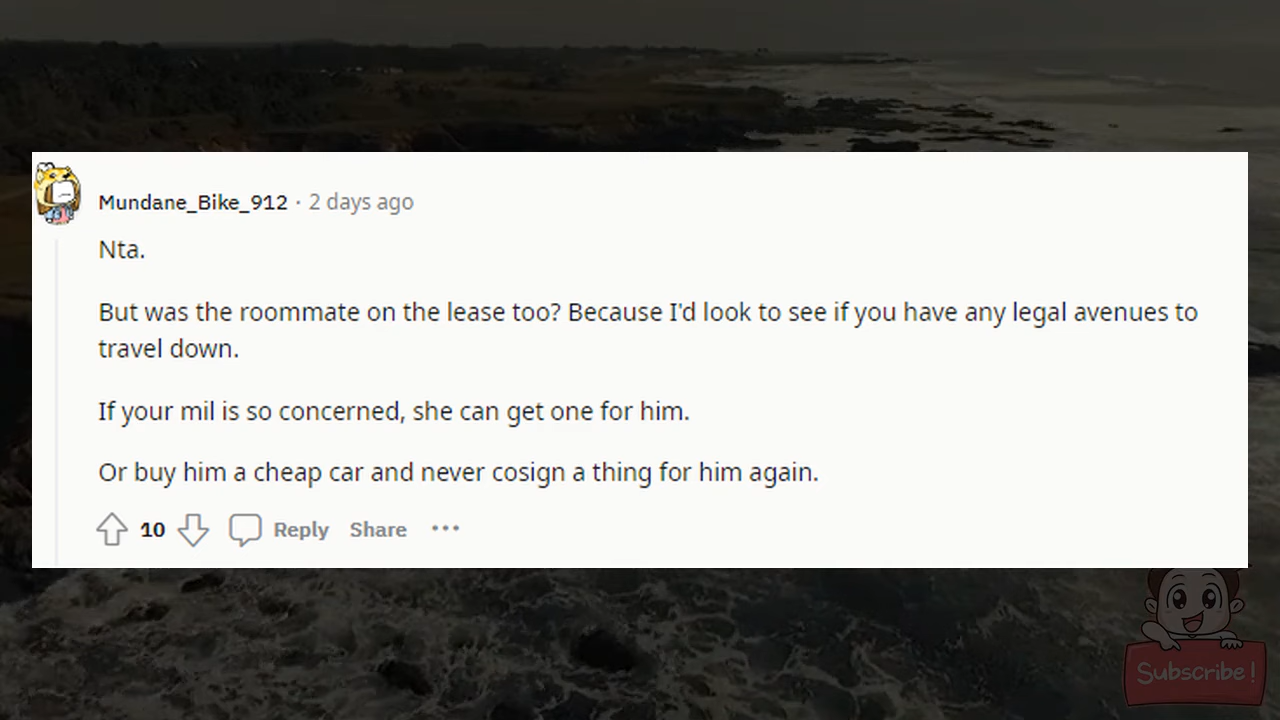 Mundane_Bike_912 · 2 days ago
Nta.
But was the roommate on the lease too? Because I'd look to see if you have any legal avenues to
travel down.
If your mil is so concerned, she can get one for him.
Or buy him a cheap car and never cosign a thing for him again.
10 Reply Share ···
Subscribe!